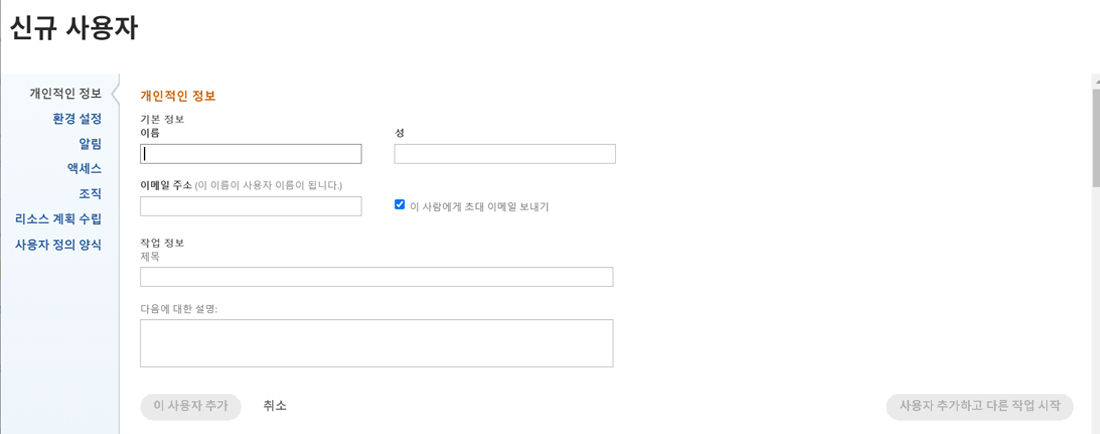 신규 사용자
개인적인 정보
환경 설정
알림
액세스
조직
리소스 계획 수립
사용자 정의 양식
개인적인 정보
기본 정보
이름
성
이메일 주소 (이 이름이 사용자 이름이 됩니다.)
이 사람에게 초대 이메일 보내기
작업 정보
제목
다음에 대한 설명:
이 사용자 추가
취소
사용자 추가하고 다른 작업 시작